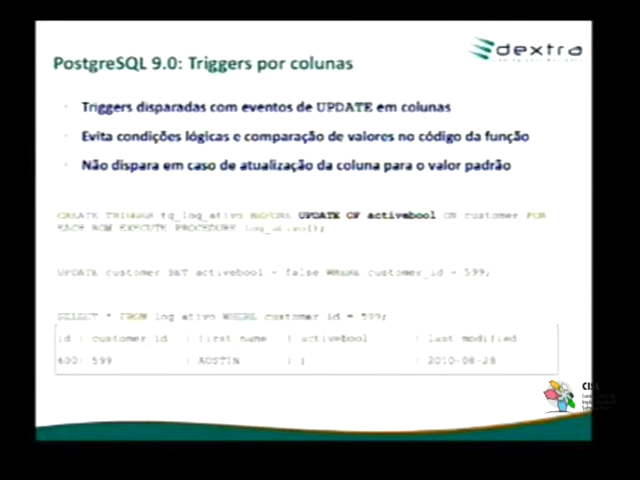 dextra
PostgreSQL 9.0: Triggers por colunas
Triggers disparadas com eventos de UPDATE em colunas
Evita condições lógicas e comparação de valores no código da função
Não dispara em caso de atualização da coluna para o valor padrão
CREATE TRIGGER tg_log_ativo BEFORE UPDATE OF activebool ON customer FOR
EACH ROW EXECUTE PROCEDURE log_ativo();
UPDATE customer SET activebool = false WHERE customer_id = 599;
SELECT * FROM log_ativo WHERE customer_id = 599;
id | customer_id | first_name | activebool | last_modified
600| 599 | AUSTIN | | 2010-08-28